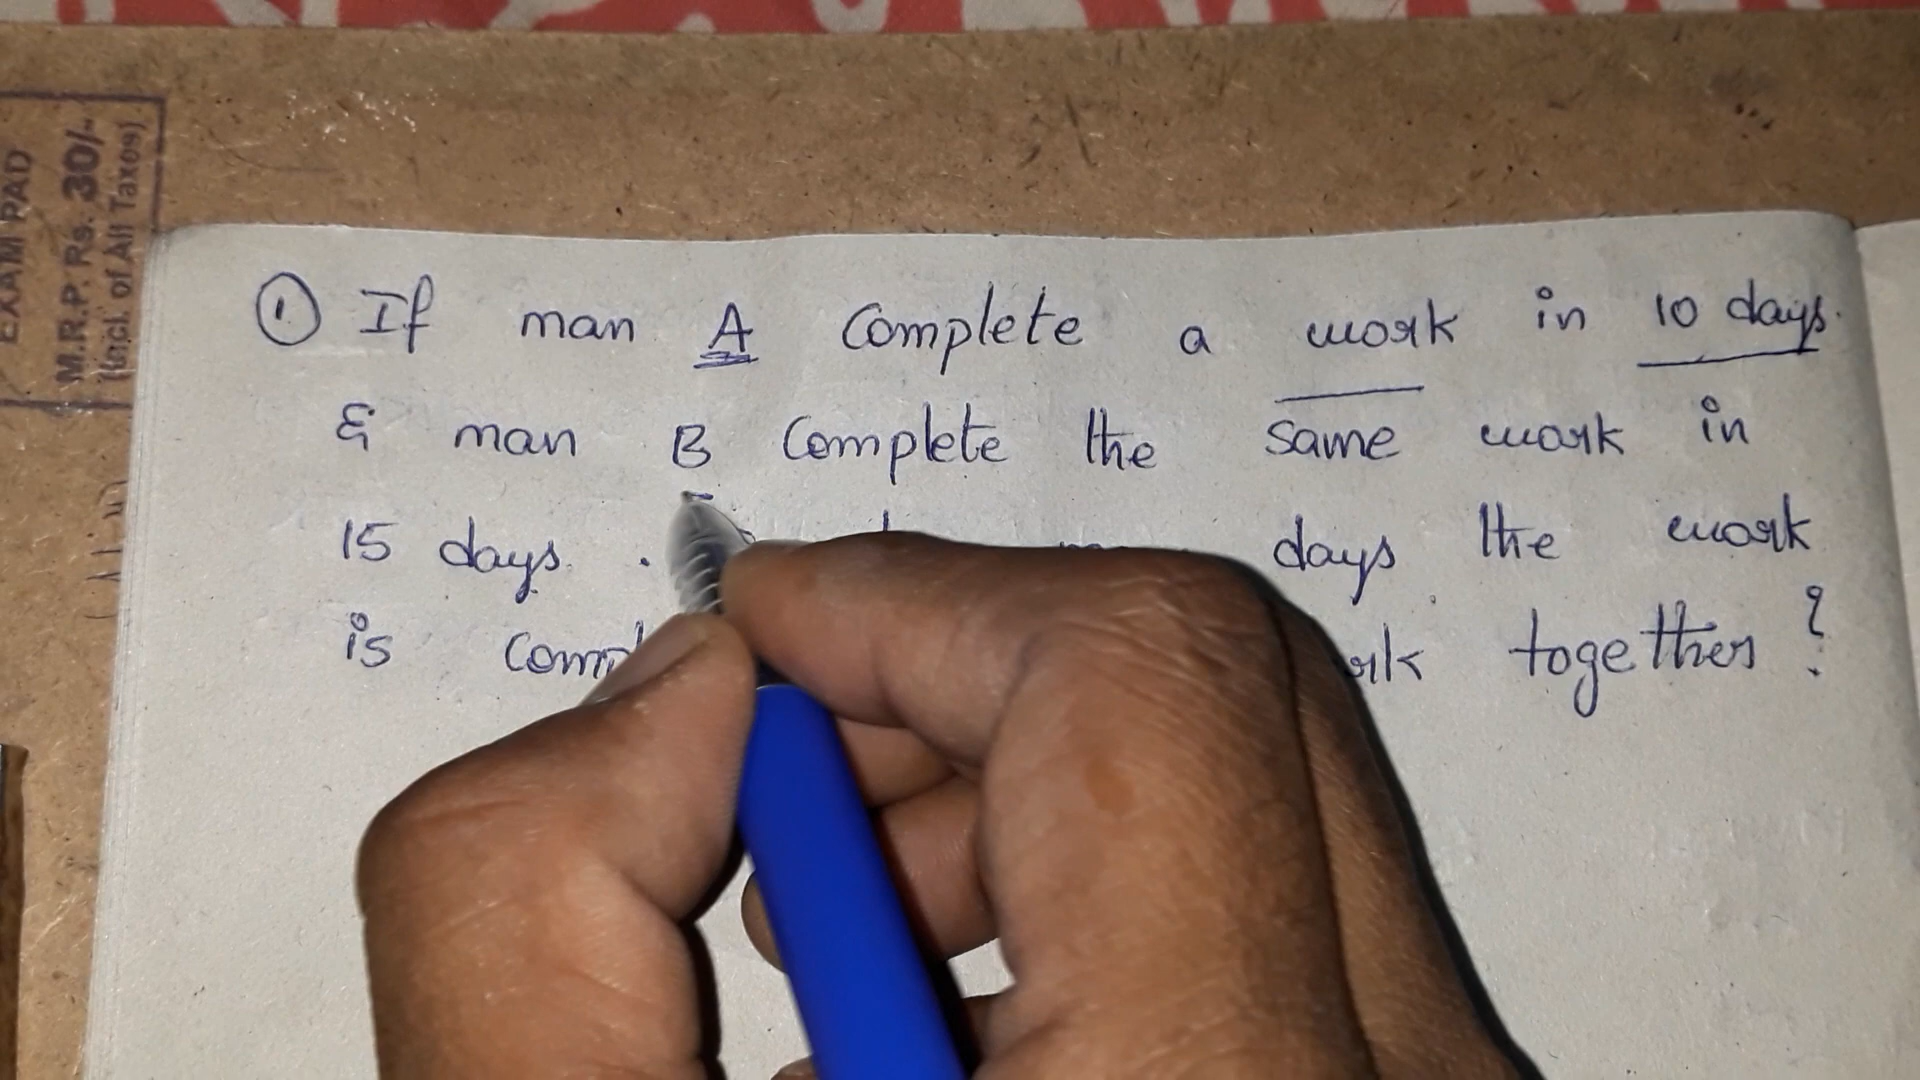 EXAM PAD
M.R.P. Rs. 30/-
(Incl. of All Taxes)
① If man A Complete a work in 10 days.
& man B Complete the same work in
15 days. days the work
is together?